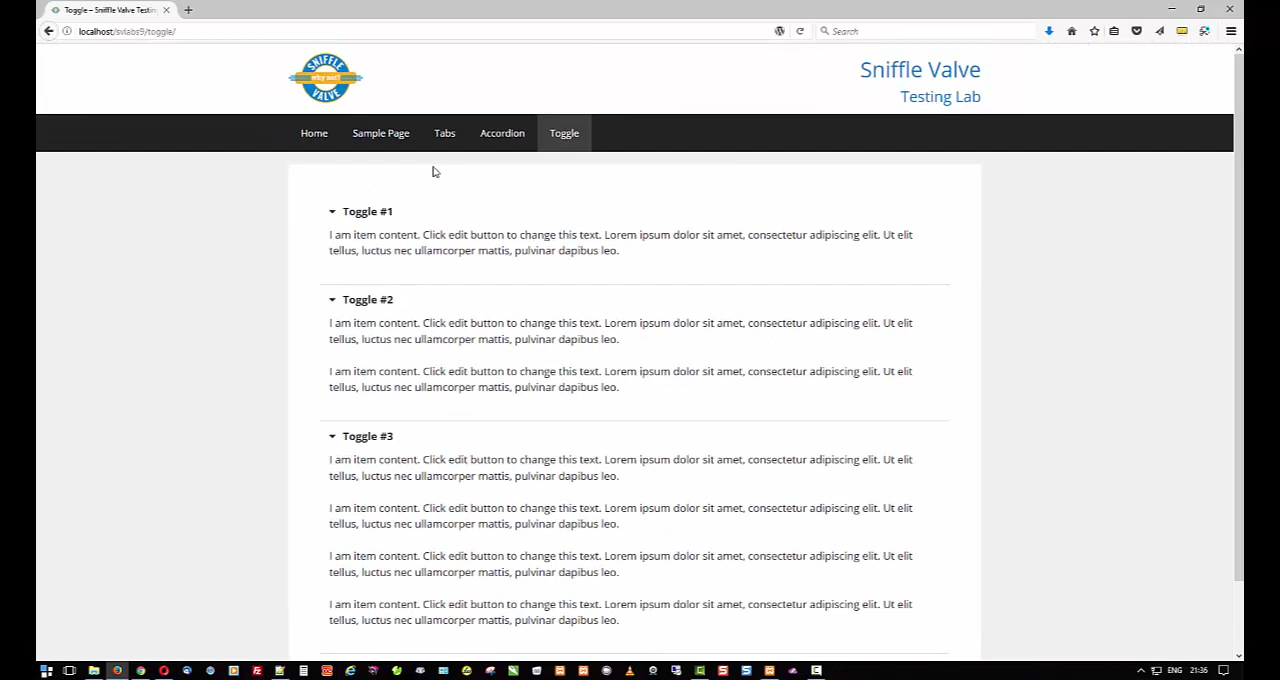 Toggle – Sniffle Valve Testing
localhost/svlabs9/toggle/
Search
SNIFFLE
why not?
VALVE
Sniffle Valve
Testing Lab
Home Sample Page Tabs Accordion Toggle
Toggle #1
I am item content. Click edit button to change this text. Lorem ipsum dolor sit amet, consectetur adipiscing elit. Ut elit
tellus, luctus nec ullamcorper mattis, pulvinar dapibus leo.
Toggle #2
I am item content. Click edit button to change this text. Lorem ipsum dolor sit amet, consectetur adipiscing elit. Ut elit
tellus, luctus nec ullamcorper mattis, pulvinar dapibus leo.
I am item content. Click edit button to change this text. Lorem ipsum dolor sit amet, consectetur adipiscing elit. Ut elit
tellus, luctus nec ullamcorper mattis, pulvinar dapibus leo.
Toggle #3
I am item content. Click edit button to change this text. Lorem ipsum dolor sit amet, consectetur adipiscing elit. Ut elit
tellus, luctus nec ullamcorper mattis, pulvinar dapibus leo.
I am item content. Click edit button to change this text. Lorem ipsum dolor sit amet, consectetur adipiscing elit. Ut elit
tellus, luctus nec ullamcorper mattis, pulvinar dapibus leo.
I am item content. Click edit button to change this text. Lorem ipsum dolor sit amet, consectetur adipiscing elit. Ut elit
tellus, luctus nec ullamcorper mattis, pulvinar dapibus leo.
I am item content. Click edit button to change this text. Lorem ipsum dolor sit amet, consectetur adipiscing elit. Ut elit
tellus, luctus nec ullamcorper mattis, pulvinar dapibus leo.
ENG 21:36